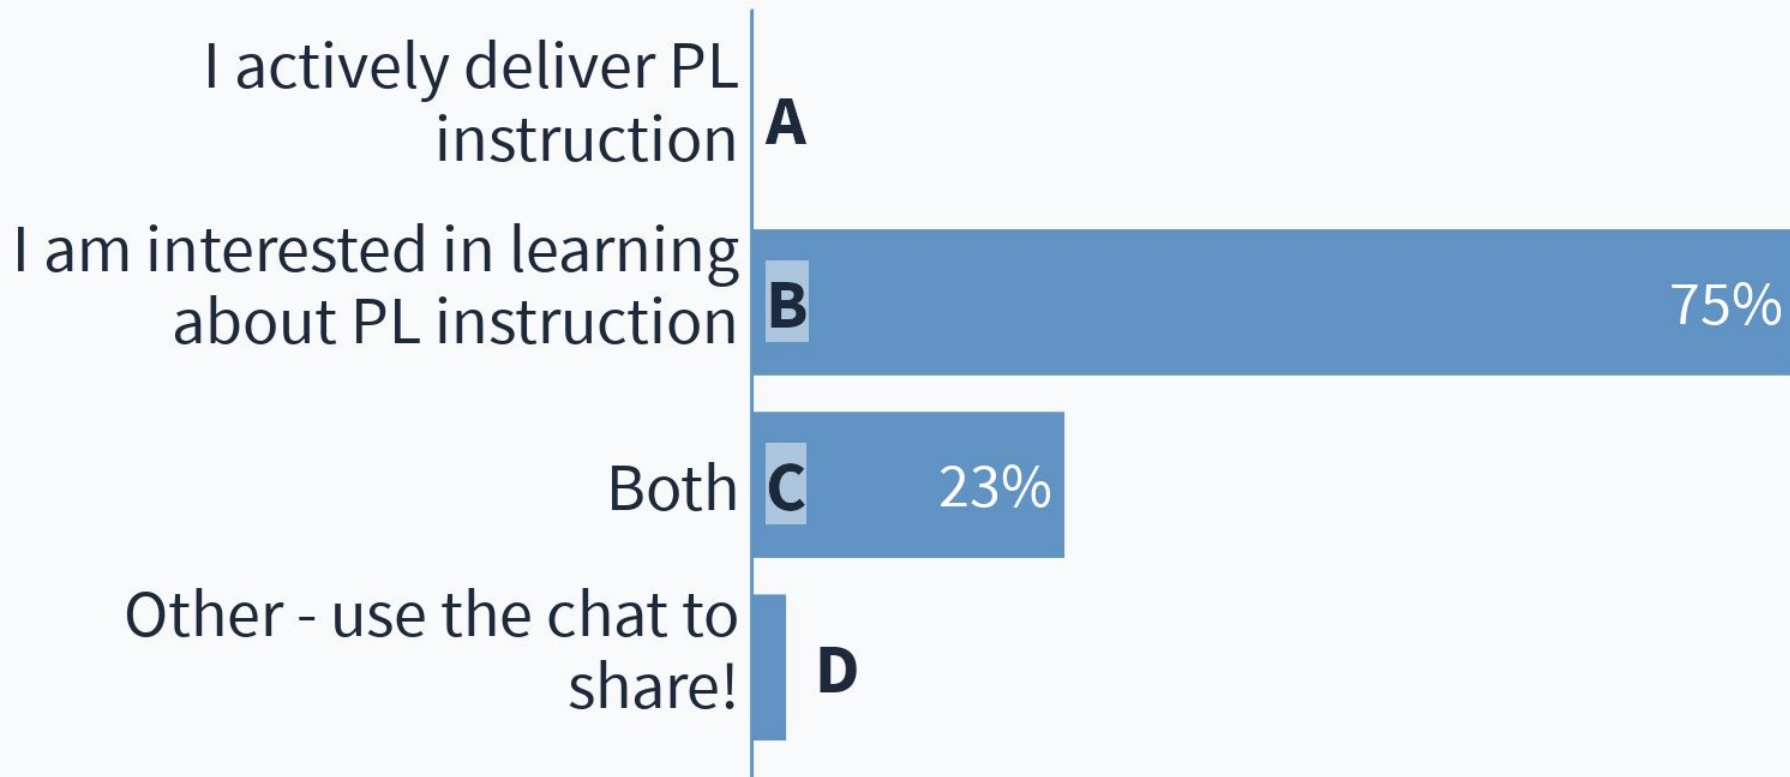 I actively deliver PL
instruction
A
I am interested in learning
about PL instruction
B
75%
Both
C
23%
Other - use the chat to
share!
D